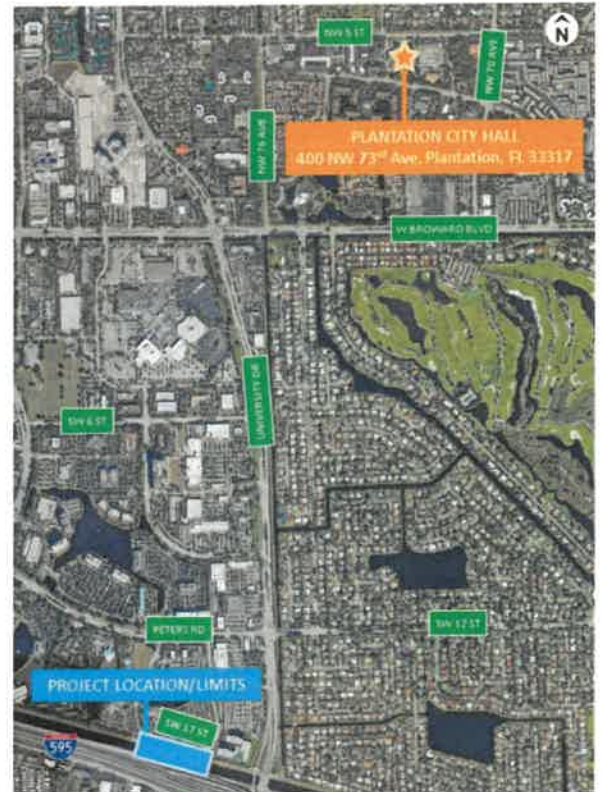 N
NW 5 ST
NW 70 AVE
NW 76 AVE
PLANTATION CITY HALL
400 NW 73rd Ave, Plantation, FL 33317
W BROWARD BLVD
UNIVERSITY DR
SW 6 ST
PETERS RD
SW 12 ST
PROJECT LOCATION/LIMITS
SW 17 ST
595